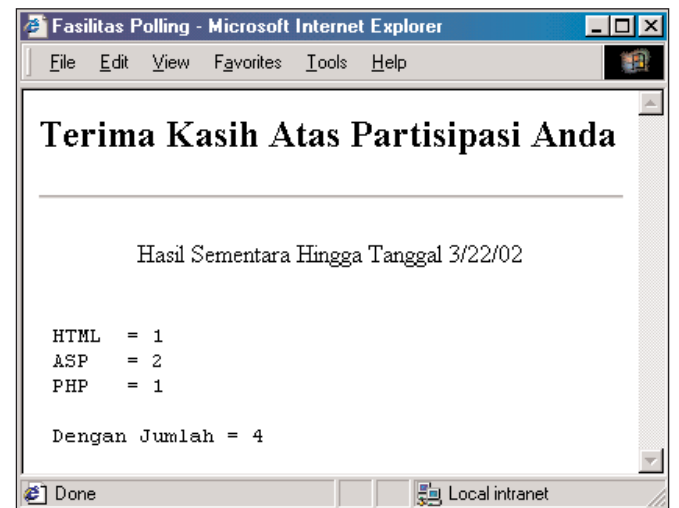 Fasilitas Polling - Microsoft Internet Explorer
File Edit View Favorites Tools Help
Terima Kasih Atas Partisipasi Anda
Hasil Sementara Hingga Tanggal 3/22/02
HTML = 1
ASP = 2
PHP = 1
Dengan Jumlah = 4
Done Local intranet